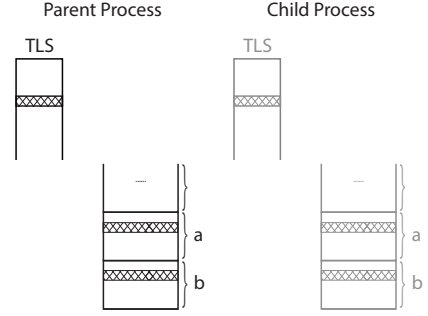 Parent Process Child Process
TLS TLS
......
......
a a
b b